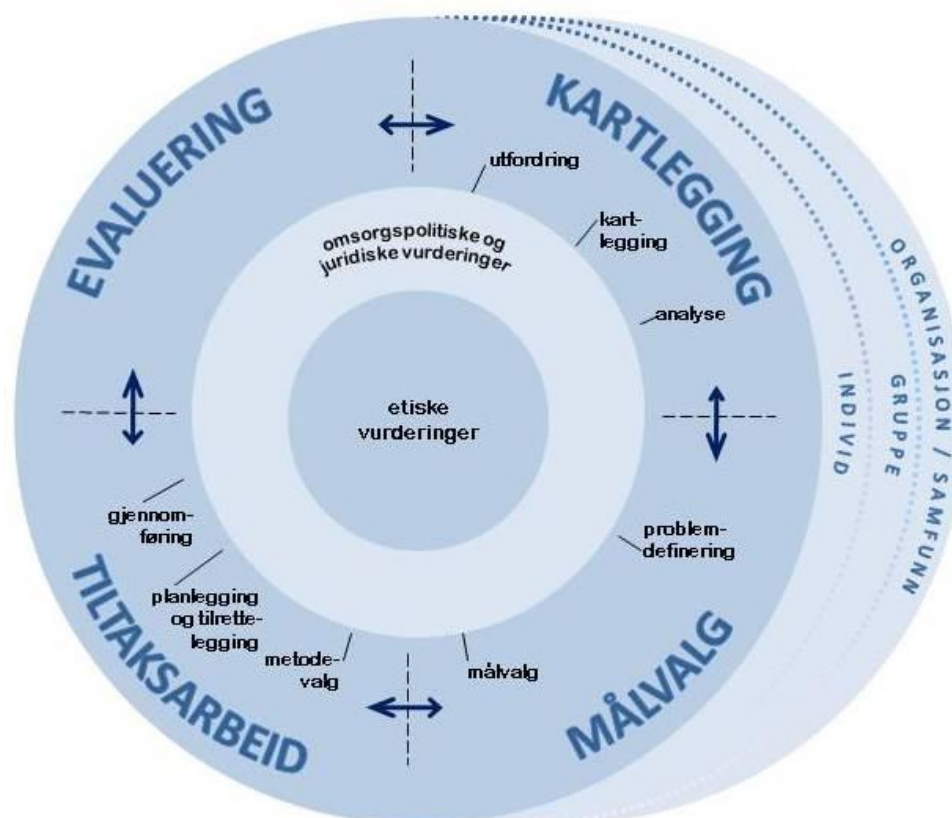 EVALUERING
KARTLEGGING
utfordring
kart-
legging
analyse
omsorgspolitiske og
juridiske vurderinger
etiske
vurderinger
INDIVID
GRUPPE
ORGANISASJON / SAMFUNN
problem-
definering
MÅLVALG
målvalg
metode-
valg
planlegging
og tilrette-
legging
gjennom-
føring
TILTAKSARBEID